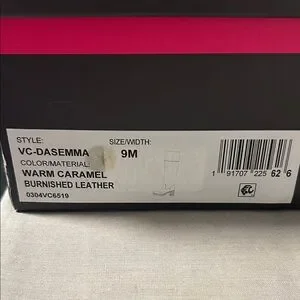 STYLE: SIZE/WIDTH:
VC-DASEMMA 9M
COLOR/MATERIAL:
WARM CARAMEL
BURNISHED LEATHER
0304VC6519
1 91707 225 62 6